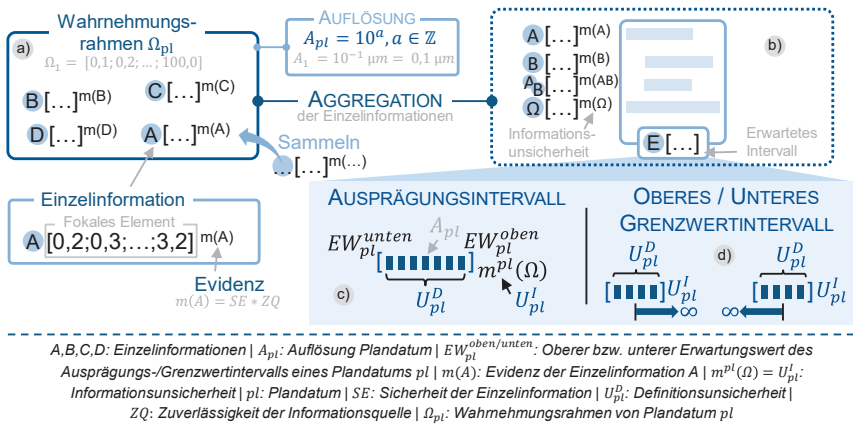 a)
Wahrnehmungs-
rahmen Ω_pl
Ω₁ = [0,1; 0,2; … ; 100,0]
B […]^m(B)
C […]^m(C)
D […]^m(D)
A […]^m(A)
AUFLÖSUNG
A_pl = 10^a, a ∈ ℤ
A₁ = 10⁻¹ µm = 0,1 µm
AGGREGATION
der Einzelinformationen
Sammeln
… […]^m(…)
b)
A […]^m(A)
B […]^m(B)
A_B […]^m(AB)
Ω […]^m(Ω)
Informations-
unsicherheit
E […]
Erwartetes
Intervall
Einzelinformation
Fokales Element
A [0,2;0,3;…;3,2]^m(A)
Evidenz
m(A) = SE ∗ ZQ
AUSPRÄGUNGSINTERVALL
A_pl
EW_pl^unten [ ] EW_pl^oben
m^pl(Ω)
c)
U_pl^D
U_pl^I
OBERES / UNTERES
GRENZWERTINTERVALL
d)
U_pl^D
U_pl^D
[ ] U_pl^I
[ ] U_pl^I
∞
∞
A,B,C,D: Einzelinformationen | A_pl: Auflösung Plandatum | EW_pl^oben/unten: Oberer bzw. unterer Erwartungswert des
Ausprägungs-/Grenzwertintervalls eines Plandatums pl | m(A): Evidenz der Einzelinformation A | m^pl(Ω) = U_pl^I:
Informationsunsicherheit | pl: Plandatum | SE: Sicherheit der Einzelinformation | U_pl^D: Definitionsunsicherheit |
ZQ: Zuverlässigkeit der Informationsquelle | Ω_pl: Wahrnehmungsrahmen von Plandatum pl